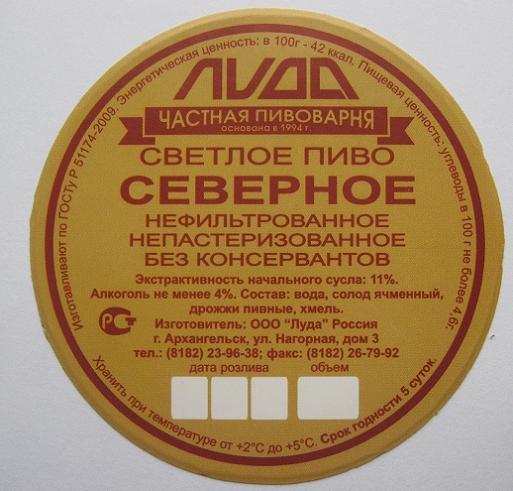 Изготавливают по ГОСТу Р 51174-2009. Энергетическая ценность: в 100г - 42 ккал. Пищевая ценность: углеводы в 100 г не более 4,6г.
ЛУДА
ЧАСТНАЯ ПИВОВАРНЯ
основана в 1994 г.
СВЕТЛОЕ ПИВО
СЕВЕРНОЕ
НЕФИЛЬТРОВАННОЕ
НЕПАСТЕРИЗОВАННОЕ
БЕЗ КОНСЕРВАНТОВ
Экстрактивность начального сусла: 11%.
Алкоголь не менее 4%. Состав: вода, солод ячменный,
дрожжи пивные, хмель.
РСТ
Изготовитель: ООО "Луда" Россия
г. Архангельск, ул. Нагорная, дом 3
тел.: (8182) 23-96-38; факс: (8182) 26-79-92
дата розлива объем
Хранить при температуре от +2°С до +5°С. Срок годности 5 суток.